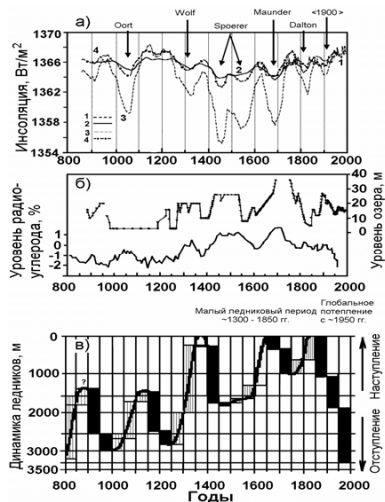 Wolf Maunder <1900>
Oort Spoerer Dalton
а)
1370
1366
1362
1358
1354
Инсоляция, Вт/м²
4
3
2
1
1
2
3
4
800 1000 1200 1400 1600 1800 2000
б)
Уровень радио-
углерода, %
1
0
-1
-2
40
30
20
10
0
Уровень озера, м
800 1000 1200 1400 1600 1800 2000
Малый ледниковый период
~1300 - 1850 гг.
Глобальное
потепление
с ~1950 гг.
в)
?
0
1000
2000
3000
3500
Динамика ледников, м
Наступление
Отступление
800 1000 1200 1400 1600 1800 2000
Годы